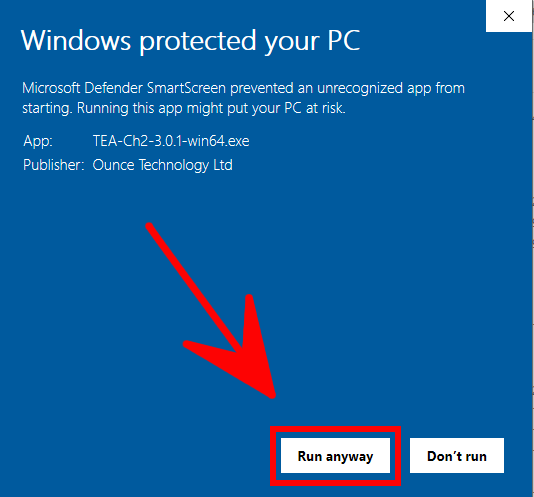 Windows protected your PC
Microsoft Defender SmartScreen prevented an unrecognized app from
starting. Running this app might put your PC at risk.
App: TEA-Ch2-3.0.1-win64.exe
Publisher: Ounce Technology Ltd
Run anyway Don't run